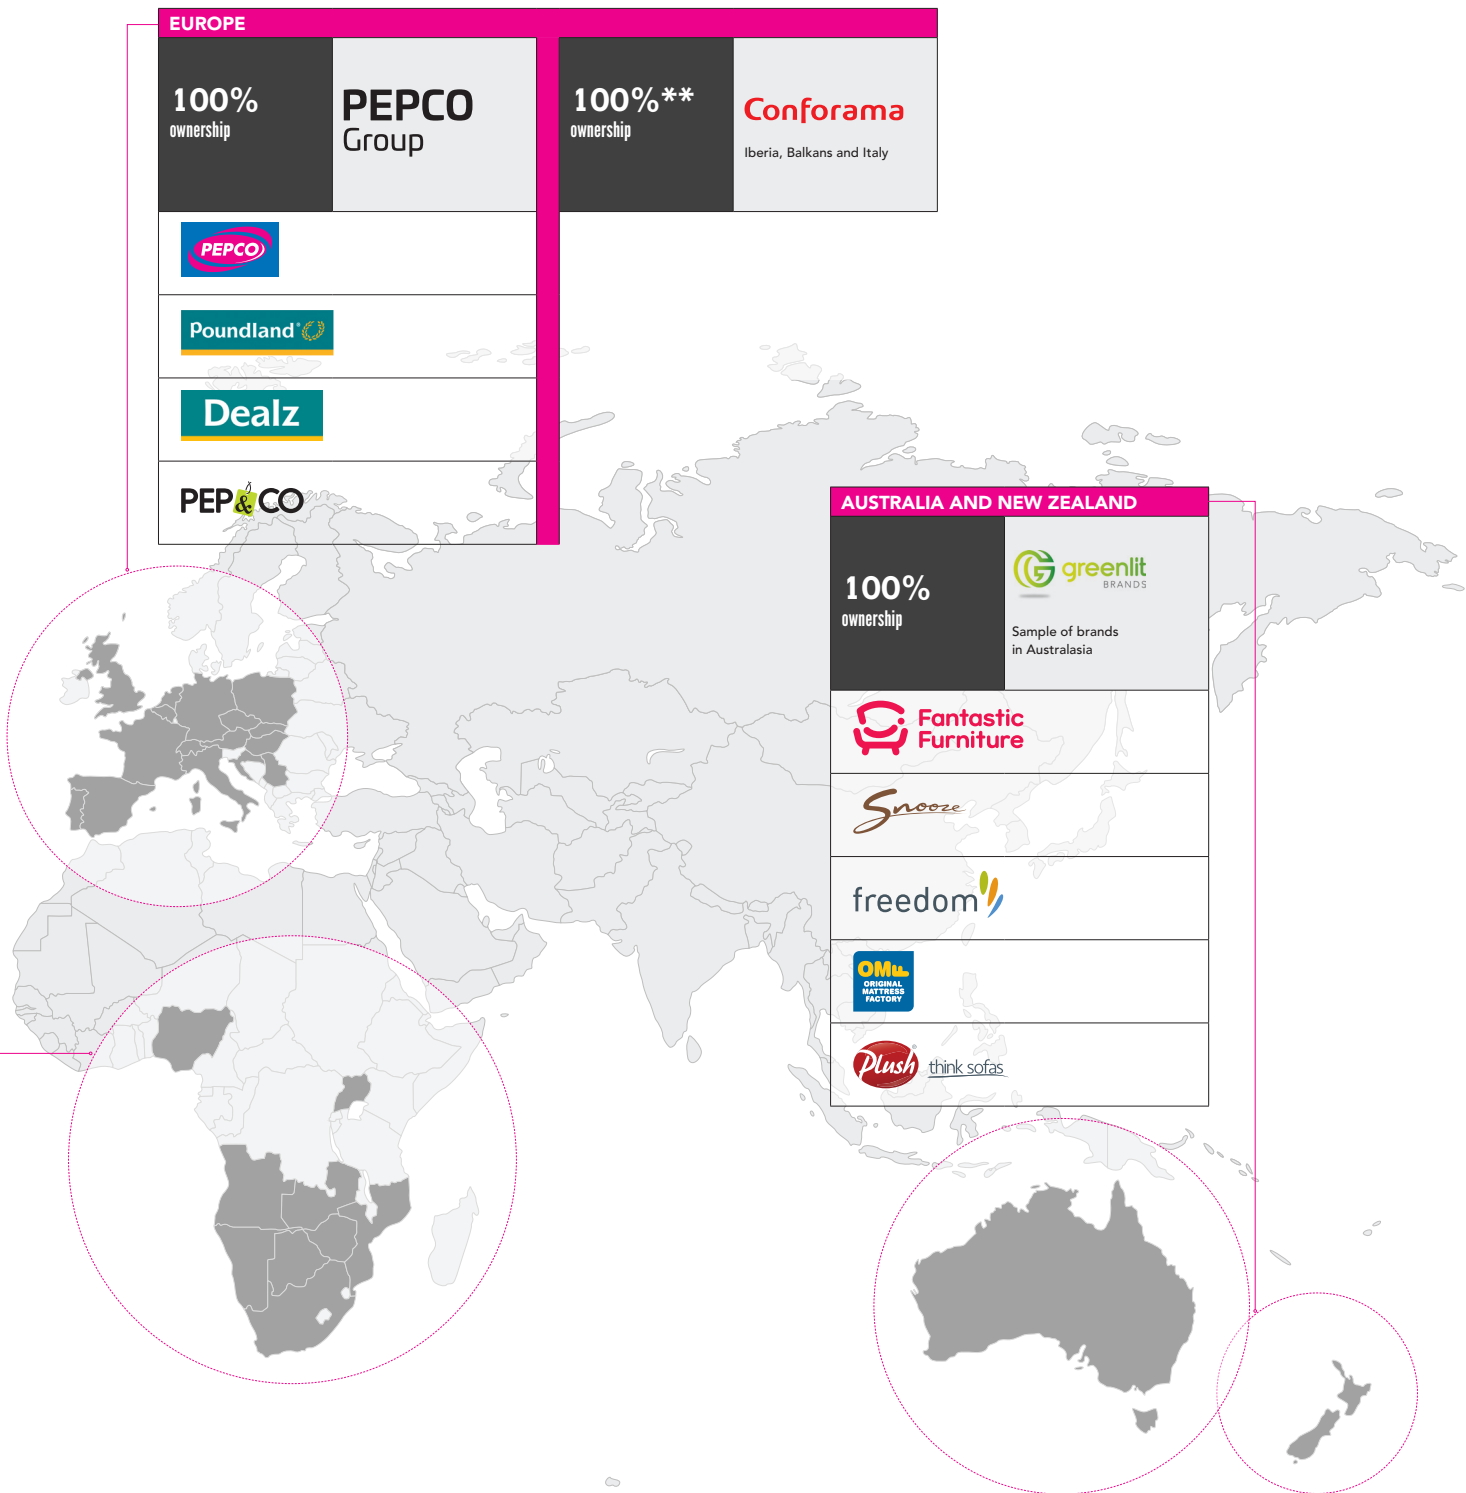 EUROPE
100%
ownership
PEPCO
Group
100%**
ownership
Conforama
Iberia, Balkans and Italy
PEPCO
Poundland®
Dealz
PEP&CO
AUSTRALIA AND NEW ZEALAND
100%
ownership
greenlit
BRANDS
Sample of brands
in Australasia
Fantastic
Furniture
Snooze
freedom
OMF
ORIGINAL
MATTRESS
FACTORY
Plush® think sofas